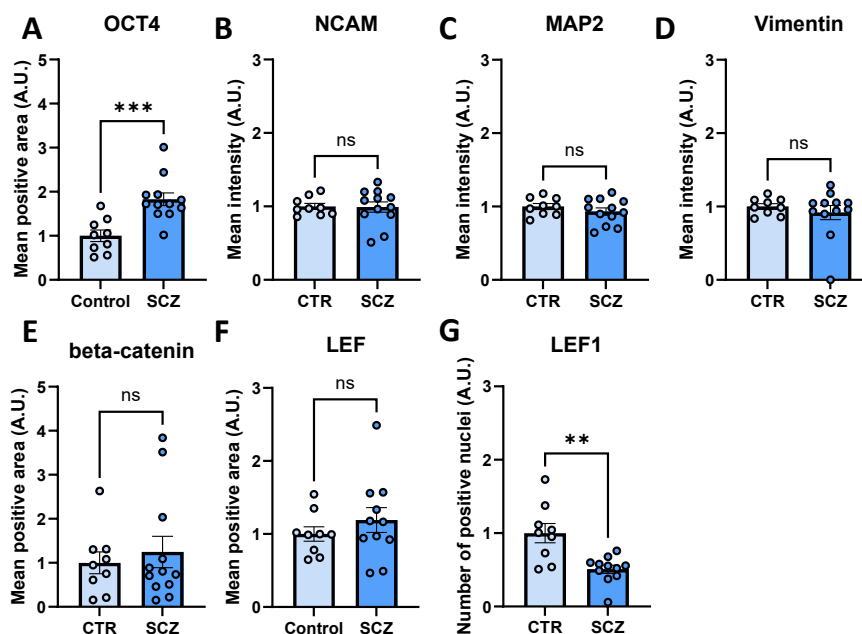 A
OCT4
Mean positive area (A.U.)
5
4
3
2
1
0
***
Control
SCZ
B
NCAM
Mean intensity (A.U.)
3
2
1
0
ns
CTR
SCZ
C
MAP2
Mean intensity (A.U.)
3
2
1
0
ns
CTR
SCZ
D
Vimentin
Mean intensity (A.U.)
3
2
1
0
ns
CTR
SCZ
E
beta-catenin
Mean positive area (A.U.)
5
4
3
2
1
0
ns
CTR
SCZ
F
LEF
Mean positive area (A.U.)
3
2
1
0
ns
Control
SCZ
G
LEF1
Number of positive nuclei (A.U.)
3
2
1
0
**
CTR
SCZ